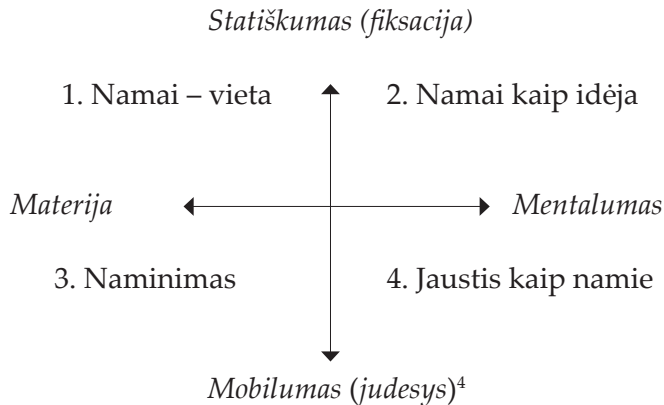 Statiškumas (fiksacija)
1. Namai – vieta
2. Namai kaip idėja
Materija
Mentalumas
3. Naminimas
4. Jaustis kaip namie
Mobilumas (judesys)⁴